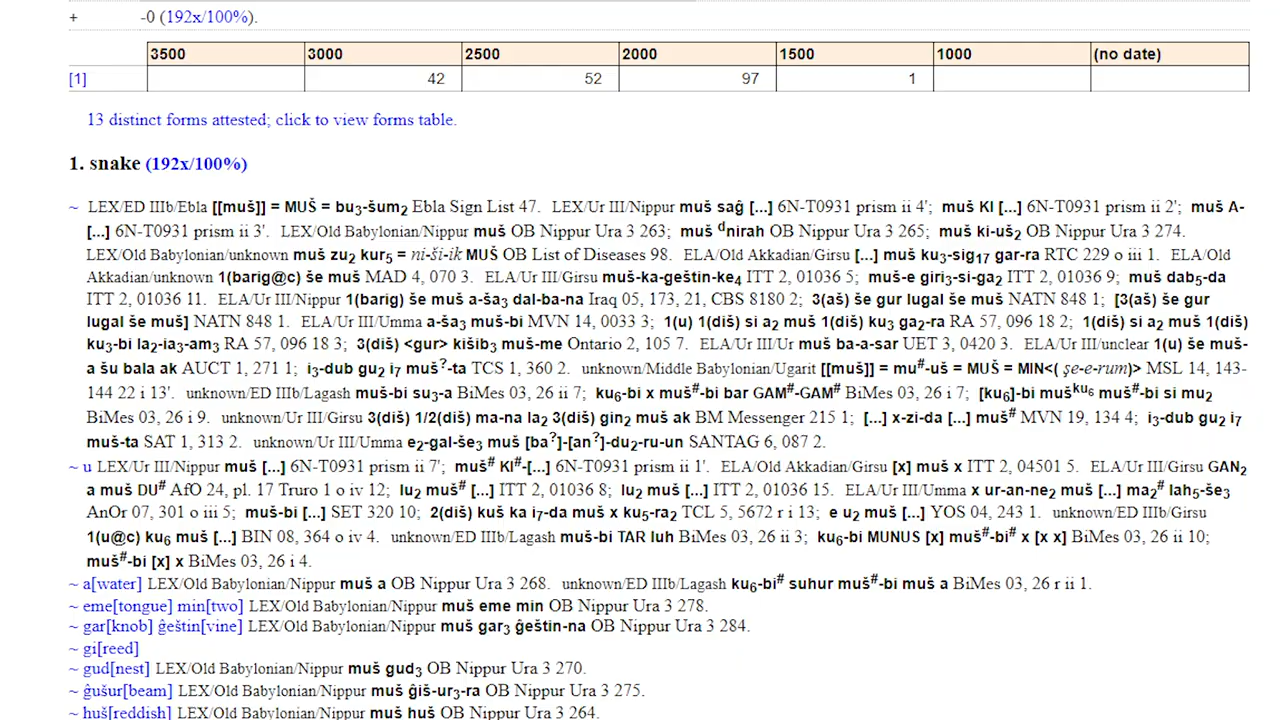 + -0 (192x/100%).
3500 3000 2500 2000 1500 1000 (no date)
[1] 42 52 97 1
13 distinct forms attested; click to view forms table.
1. snake (192x/100%)
~ LEX/ED IIIb/Ebla [[muš]] = MUŠ = bu₃-šum₂ Ebla Sign List 47. LEX/Ur III/Nippur muš saĝ [...] 6N-T0931 prism ii 4'; muš KI [...] 6N-T0931 prism ii 2'; muš A-
[...] 6N-T0931 prism ii 3'. LEX/Old Babylonian/Nippur muš OB Nippur Ura 3 263; muš ᵈnirah OB Nippur Ura 3 265; muš ki-uš₂ OB Nippur Ura 3 274.
LEX/Old Babylonian/unknown muš zu₂ kur₅ = ni-ši-ik MUŠ OB List of Diseases 98. ELA/Old Akkadian/Girsu [...] muš ku₃-sig₁₇ gar-ra RTC 229 o iii 1. ELA/Old
Akkadian/unknown 1(barig@c) še muš MAD 4, 070 3. ELA/Ur III/Girsu muš-ka-geštin-ke₄ ITT 2, 01036 5; muš-e giri₃-si-ga₂ ITT 2, 01036 9; muš dab₅-da
ITT 2, 01036 11. ELA/Ur III/Nippur 1(barig) še muš a-ša₃ dal-ba-na Iraq 05, 173, 21, CBS 8180 2; 3(aš) še gur lugal še muš NATN 848 1; [3(aš) še gur
lugal še muš] NATN 848 1. ELA/Ur III/Umma a-ša₃ muš-bi MVN 14, 0033 3; 1(u) 1(diš) si a₂ muš 1(diš) ku₃ ga₂-ra RA 57, 096 18 2; 1(diš) si a₂ muš 1(diš)
ku₃-bi la₂-ia₃-am₃ RA 57, 096 18 3; 3(diš) <gur> kišib₃ muš-me Ontario 2, 105 7. ELA/Ur III/Ur muš ba-a-sar UET 3, 0420 3. ELA/Ur III/unclear 1(u) še muš-
a šu bala ak AUCT 1, 271 1; i₃-dub gu₂ i₇ muš?-ta TCS 1, 360 2. unknown/Middle Babylonian/Ugarit [[muš]] = mu#-uš = MUŠ = MIN<( ṣe-e-rum)> MSL 14, 143-
144 22 i 13'. unknown/ED IIIb/Lagash muš-bi su₃-a BiMes 03, 26 ii 7; ku₆-bi x muš#-bi bar GAM#-GAM# BiMes 03, 26 i 7; [ku₆]-bi muš^ku₆ muš#-bi si mu₂
BiMes 03, 26 i 9. unknown/Ur III/Girsu 3(diš) 1/2(diš) ma-na la₂ 3(diš) gin₂ muš ak BM Messenger 215 1; [...] x-zi-da [...] muš# MVN 19, 134 4; i₃-dub gu₂ i₇
muš-ta SAT 1, 313 2. unknown/Ur III/Umma e₂-gal-še₃ muš [ba?]-[an?]-du₂-ru-un SANTAG 6, 087 2.
~ u LEX/Ur III/Nippur muš [...] 6N-T0931 prism ii 7'; muš# KI#-[...] 6N-T0931 prism ii 1'. ELA/Old Akkadian/Girsu [x] muš x ITT 2, 04501 5. ELA/Ur III/Girsu GAN₂
a muš DU# AfO 24, pl. 17 Truro 1 o iv 12; lu₂ muš# [...] ITT 2, 01036 8; lu₂ muš [...] ITT 2, 01036 15. ELA/Ur III/Umma x ur-an-ne₂ muš [...] ma₂# lah₅-še₃
AnOr 07, 301 o iii 5; muš-bi [...] SET 320 10; 2(diš) kuš ka i₇-da muš x ku₅-ra₂ TCL 5, 5672 r i 13; e u₂ muš [...] YOS 04, 243 1. unknown/ED IIIb/Girsu
1(u@c) ku₆ muš [...] BIN 08, 364 o iv 4. unknown/ED IIIb/Lagash muš-bi TAR luh BiMes 03, 26 ii 3; ku₆-bi MUNUS [x] muš#-bi# x [x x] BiMes 03, 26 ii 10;
muš#-bi [x] x BiMes 03, 26 i 4.
~ a[water] LEX/Old Babylonian/Nippur muš a OB Nippur Ura 3 268. unknown/ED IIIb/Lagash ku₆-bi# suhur muš#-bi muš a BiMes 03, 26 r ii 1.
~ eme[tongue] min[two] LEX/Old Babylonian/Nippur muš eme min OB Nippur Ura 3 278.
~ gar[knob] ĝeštin[vine] LEX/Old Babylonian/Nippur muš gar₃ ĝeštin-na OB Nippur Ura 3 284.
~ gi[reed]
~ gud[nest] LEX/Old Babylonian/Nippur muš gud₃ OB Nippur Ura 3 270.
~ ĝušur[beam] LEX/Old Babylonian/Nippur muš ĝiš-ur₃-ra OB Nippur Ura 3 275.
~ huš[reddish] LEX/Old Babylonian/Nippur muš huš OB Nippur Ura 3 264.